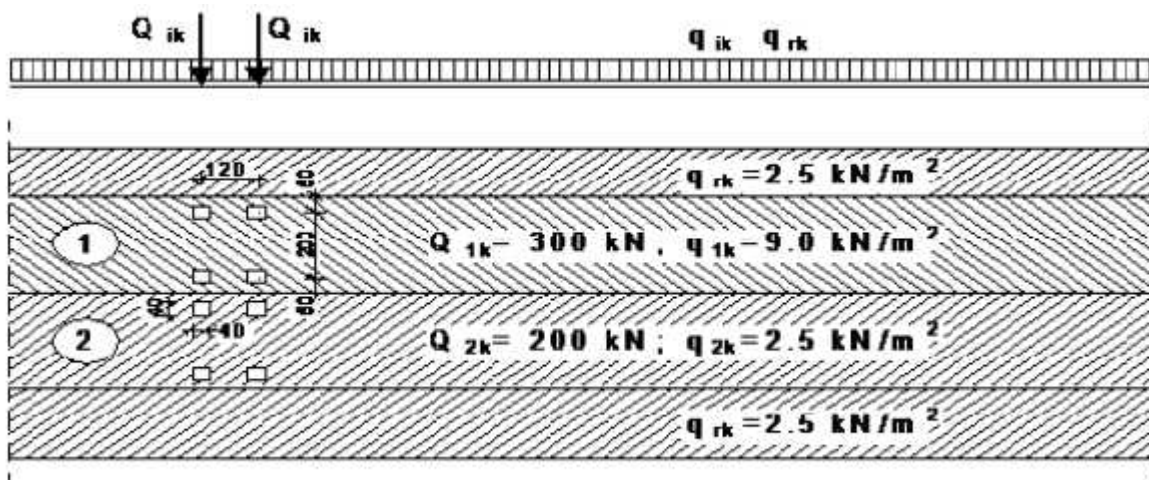 Q ik Q ik q ik q rk
120 40
q rk = 2.5 kN/m 2
1 Q 1k – 300 kN , q 1k – 9.0 kN/m 2
200
60
40
40
2 Q 2k = 200 kN ; q 2k = 2.5 kN/m 2
q rk = 2.5 kN/m 2